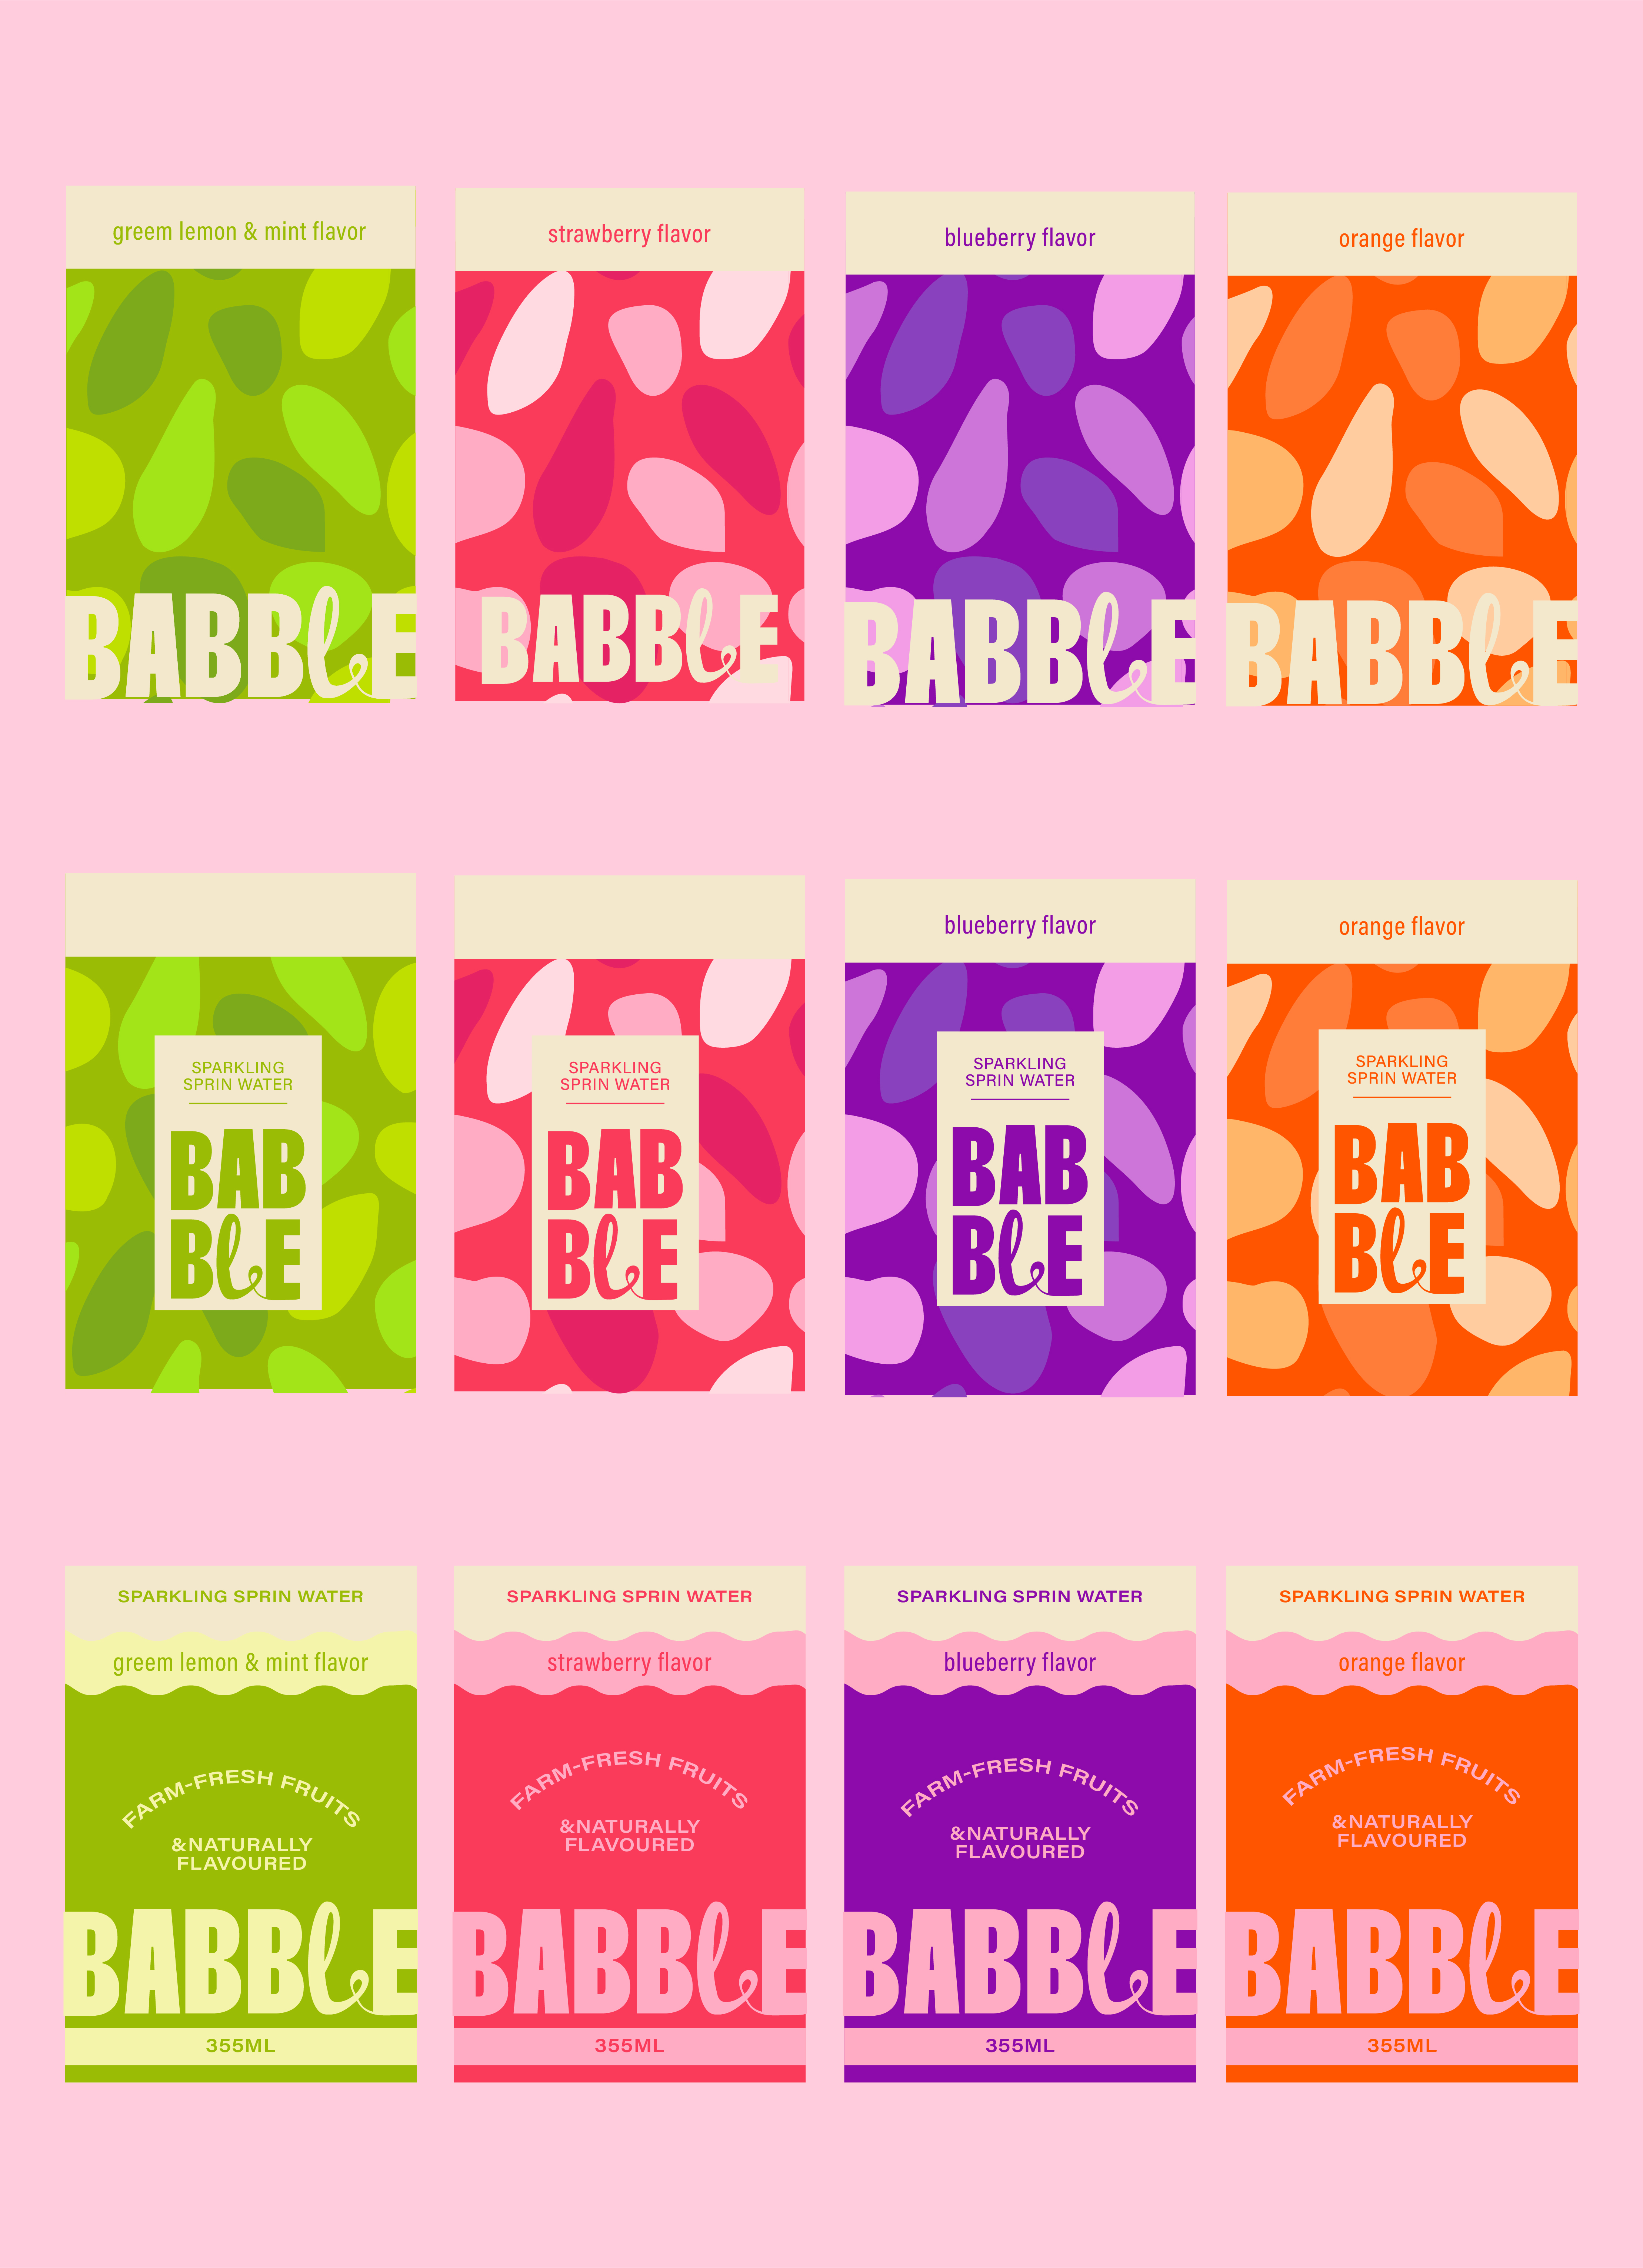 greem lemon & mint flavor
BABBlE
strawberry flavor
BABBlE
blueberry flavor
BABBlE
orange flavor
BABBlE
SPARKLING
SPRIN WATER
BAB
BlE
SPARKLING
SPRIN WATER
BAB
BlE
blueberry flavor
SPARKLING
SPRIN WATER
BAB
BlE
orange flavor
SPARKLING
SPRIN WATER
BAB
BlE
SPARKLING SPRIN WATER
greem lemon & mint flavor
FARM-FRESH FRUITS
&NATURALLY
FLAVOURED
BABBlE
355ML
SPARKLING SPRIN WATER
strawberry flavor
FARM-FRESH FRUITS
&NATURALLY
FLAVOURED
BABBlE
355ML
SPARKLING SPRIN WATER
blueberry flavor
FARM-FRESH FRUITS
&NATURALLY
FLAVOURED
BABBlE
355ML
SPARKLING SPRIN WATER
orange flavor
FARM-FRESH FRUITS
&NATURALLY
FLAVOURED
BABBlE
355ML